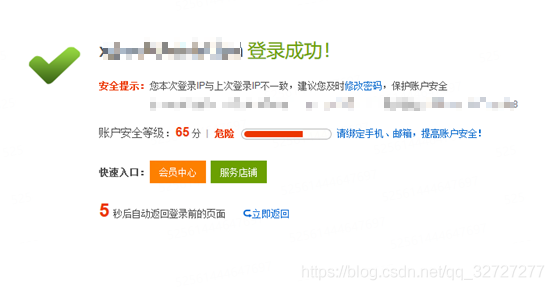 登录成功！
安全提示：您本次登录IP与上次登录IP不一致，建议您及时修改密码，保护账户安全
账户安全等级：65分 | 危险 请绑定手机、邮箱，提高账户安全！
快速入口： 会员中心 服务店铺
5 秒后自动返回登录前的页面 立即返回
https://blog.csdn.net/qq_32727277